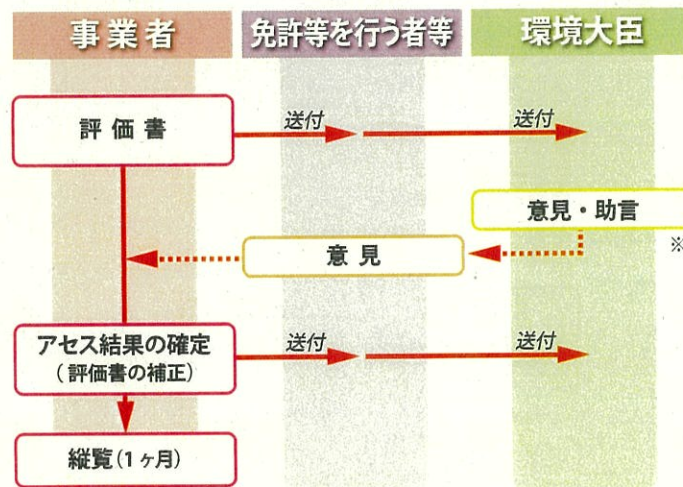 事業者 免許等を行う者等 環境大臣
評価書
送付 送付
意見・助言
※
意見
アセス結果の確定
(評価書の補正)
送付 送付
縦覧(1ヶ月)